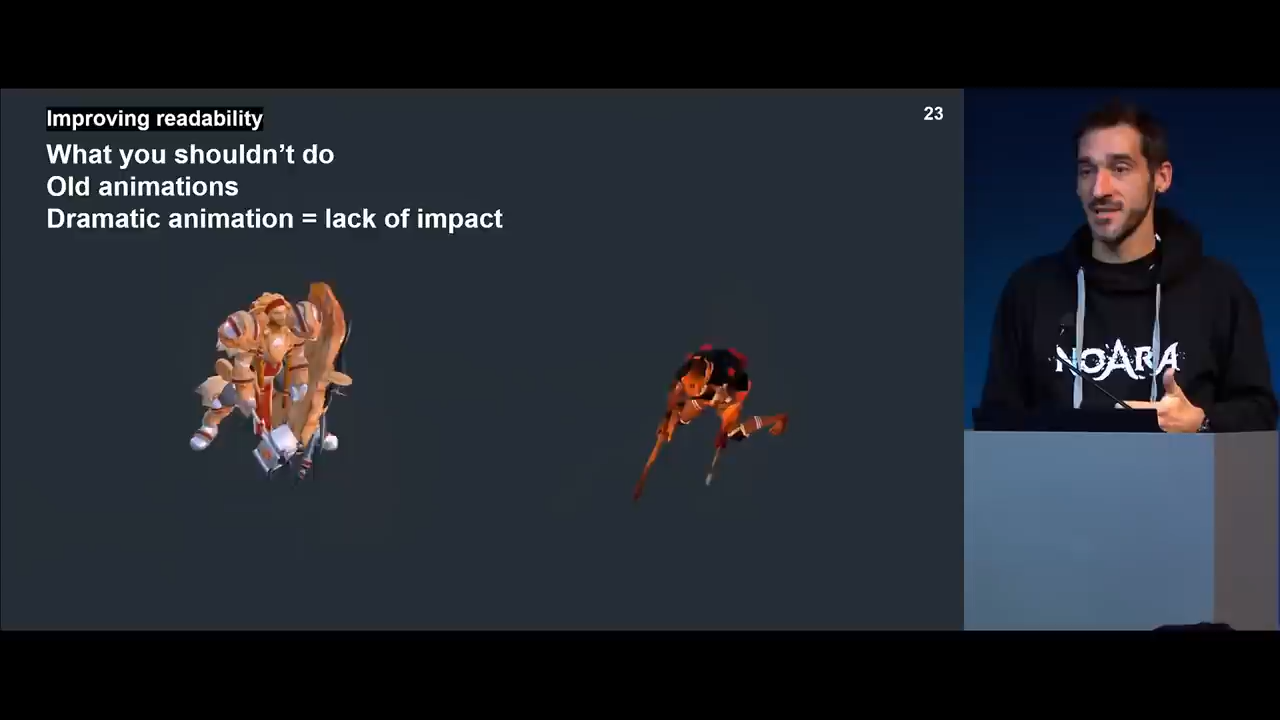 Improving readability
23
What you shouldn’t do
Old animations
Dramatic animation = lack of impact
NOARA